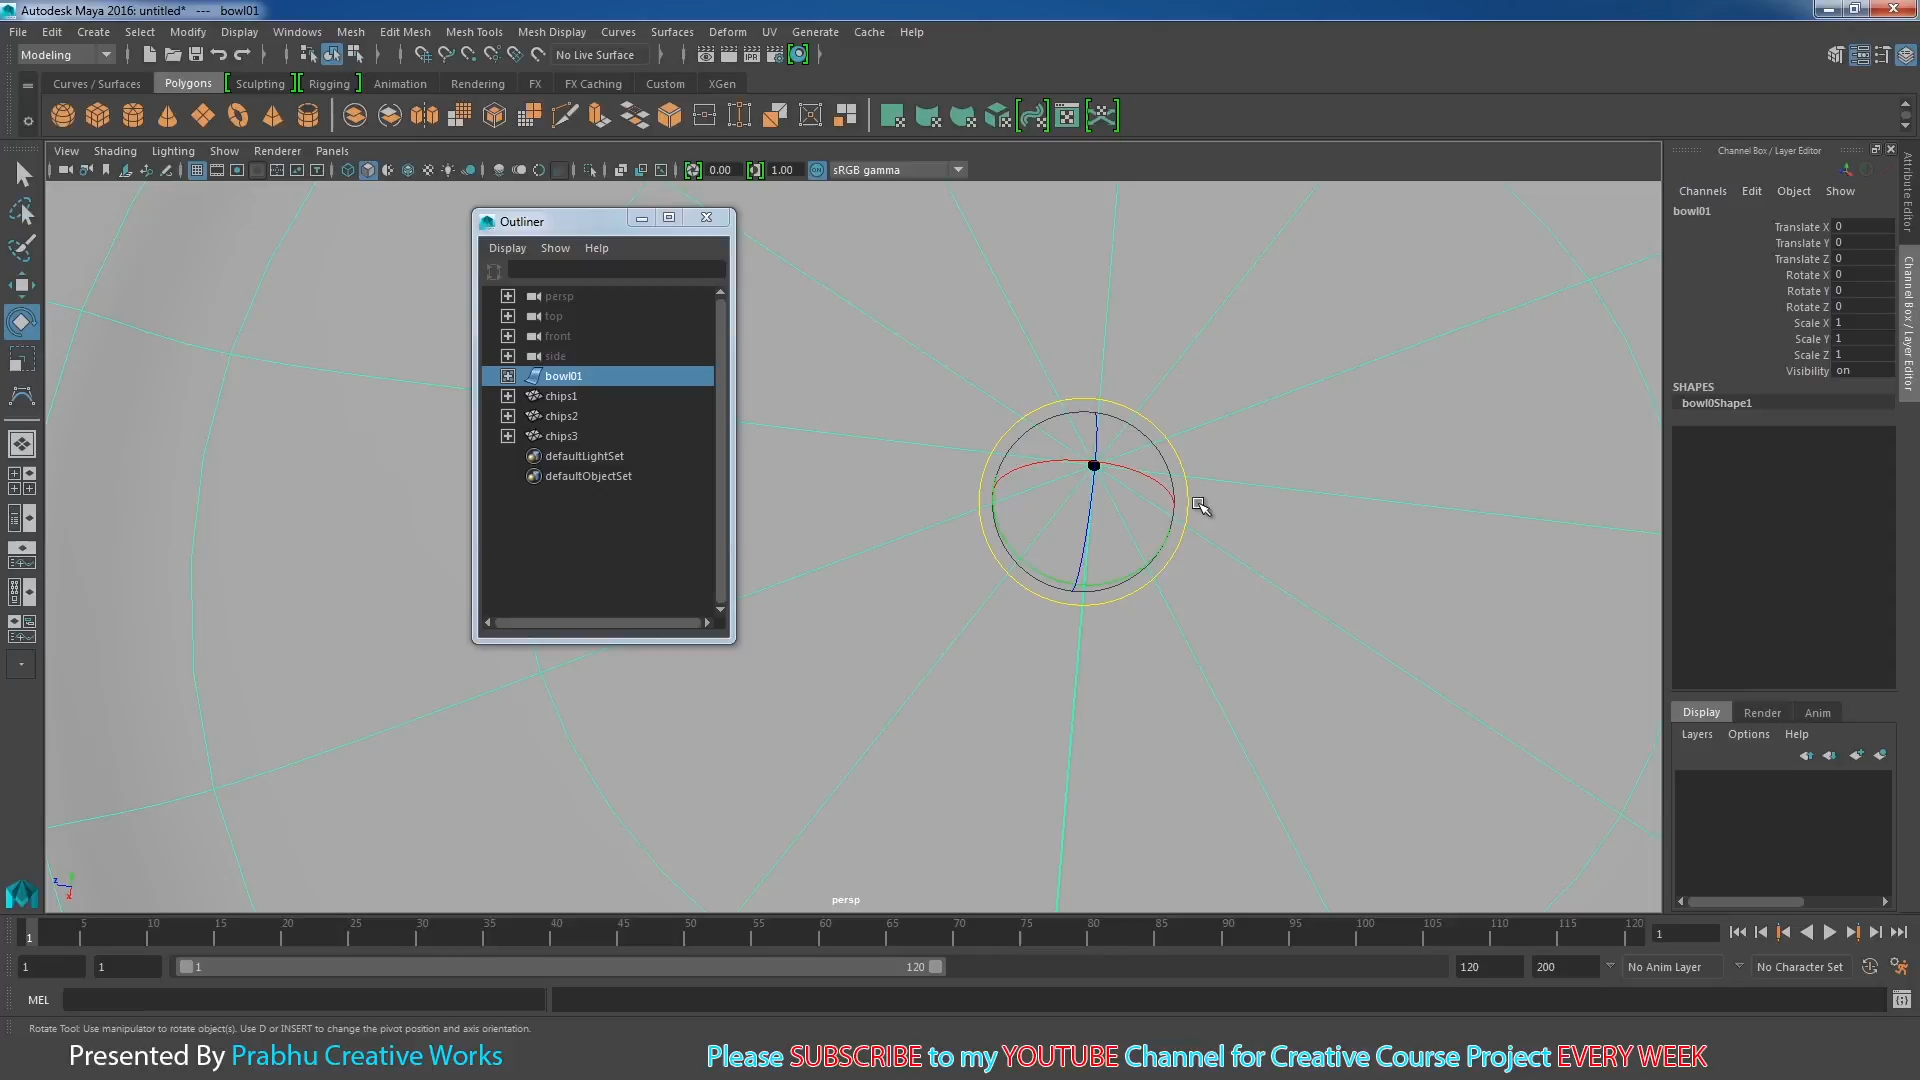 Autodesk Maya 2016: untitled*   ---   bowl01
File Edit Create Select Modify Display Windows Mesh Edit Mesh Mesh Tools Mesh Display Curves Surfaces Deform UV Generate Cache Help
Modeling No Live Surface
Curves / Surfaces Polygons Sculpting Rigging Animation Rendering FX FX Caching Custom XGen
View Shading Lighting Show Renderer Panels
0.00 1.00 sRGB gamma
Outliner
Display Show Help
persp
top
front
side
bowl01
chips1
chips2
chips3
defaultLightSet
defaultObjectSet
persp
Channel Box / Layer Editor
Channels Edit Object Show
bowl01
Translate X 0
Translate Y 0
Translate Z 0
Rotate X 0
Rotate Y 0
Rotate Z 0
Scale X 1
Scale Y 1
Scale Z 1
Visibility on
SHAPES
bowl0Shape1
Attribute Editor
Channel Box / Layer Editor
Display Render Anim
Layers Options Help
5 10 15 20 25 30 35 40 45 50 55 60 65 70 75 80 85 90 95 100 105 110 115 120
1 1
1 1 1 120 120 200 No Anim Layer No Character Set
MEL
Rotate Tool: Use manipulator to rotate object(s). Use D or INSERT to change the pivot position and axis orientation.
Presented By Prabhu Creative Works
Please SUBSCRIBE to my YOUTUBE Channel for Creative Course Project EVERY WEEK